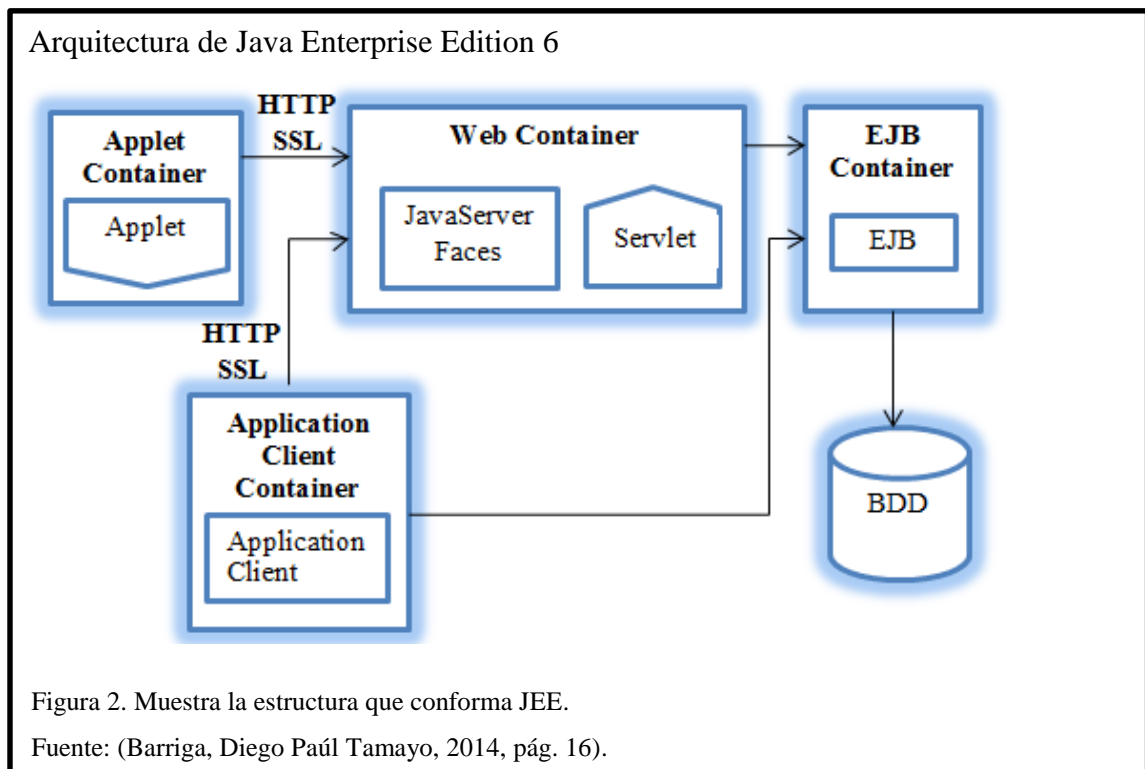 Arquitectura de Java Enterprise Edition 6
HTTP
SSL
Applet
Container
Applet
Web Container
JavaServer
Faces
Servlet
EJB
Container
EJB
HTTP
SSL
Application
Client
Container
Application
Client
BDD
Figura 2. Muestra la estructura que conforma JEE.
Fuente: (Barriga, Diego Paúl Tamayo, 2014, pág. 16).